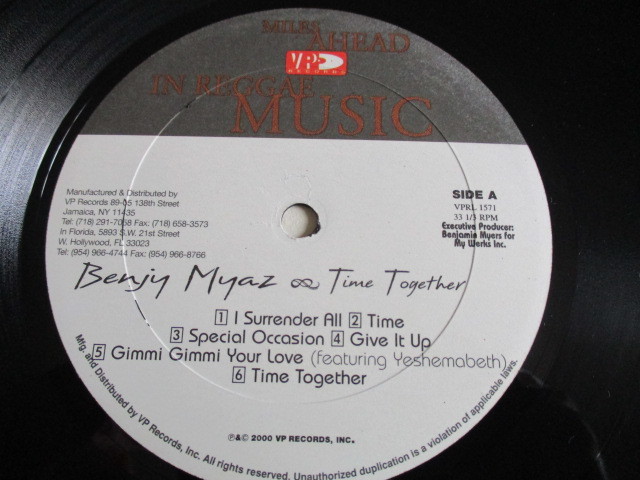 MILES
AHEAD
VP
RECORDS
IN REGGAE
MUSIC
Manufactured & Distributed by
VP Records 89-05 138th Street
Jamaica, NY 11435
Tel: (718) 291-7058 Fax: (718) 658-3573
In Florida, 5893 S.W. 21st Street
W. Hollywood, FL 33023
Tel: (954) 966-4744 Fax: (954) 966-8766
SIDE A
VPRL 1571
33 1/3 RPM
Executive Producer:
Benjamin Myers for
My Werks Inc.
Benjy Myaz ∞ Time Together
1 I Surrender All 2 Time
3 Special Occasion 4 Give It Up
5 Gimmi Gimmi Your Love (featuring Yeshemabeth)
6 Time Together
℗&© 2000 VP RECORDS, INC.
Mfg. and Distributed by VP Records, Inc. All rights reserved. Unauthorized duplication is a violation of applicable laws.